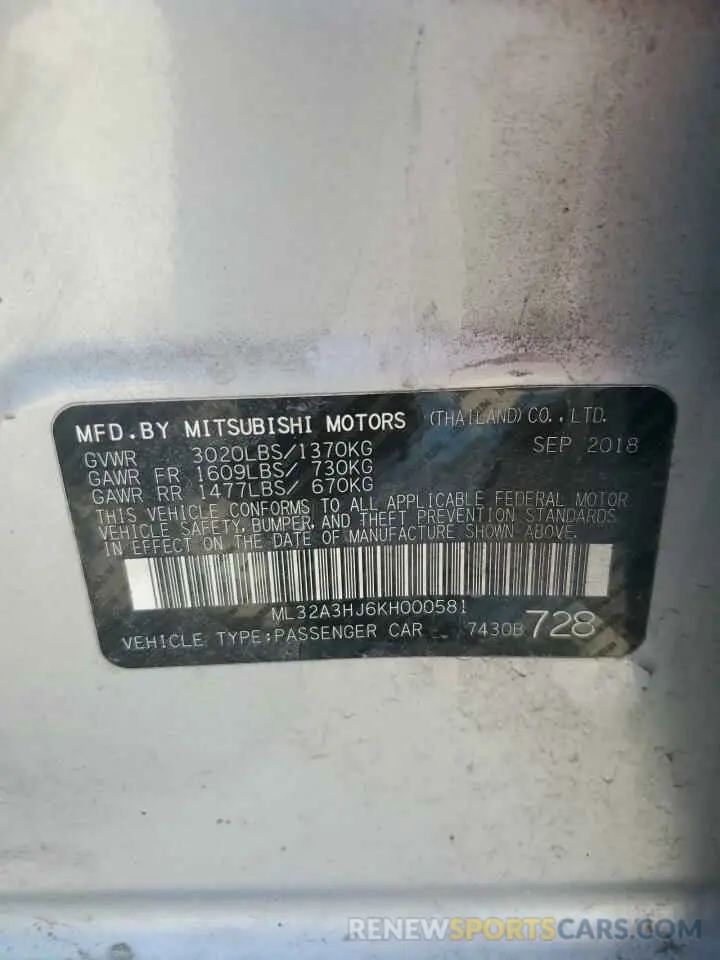 MFD.BY MITSUBISHI MOTORS (THAILAND) CO., LTD.
GVWR 3020LBS/1370KG SEP 2018
GAWR FR 1609LBS/ 730KG
GAWR RR 1477LBS/ 670KG
THIS VEHICLE CONFORMS TO ALL APPLICABLE FEDERAL MOTOR
VEHICLE SAFETY, BUMPER, AND THEFT PREVENTION STANDARDS
IN EFFECT ON THE DATE OF MANUFACTURE SHOWN ABOVE.
ML32A3HJ6KH000581
VEHICLE TYPE:PASSENGER CAR 7430B 728
RENEWSPORTSCARS.COM